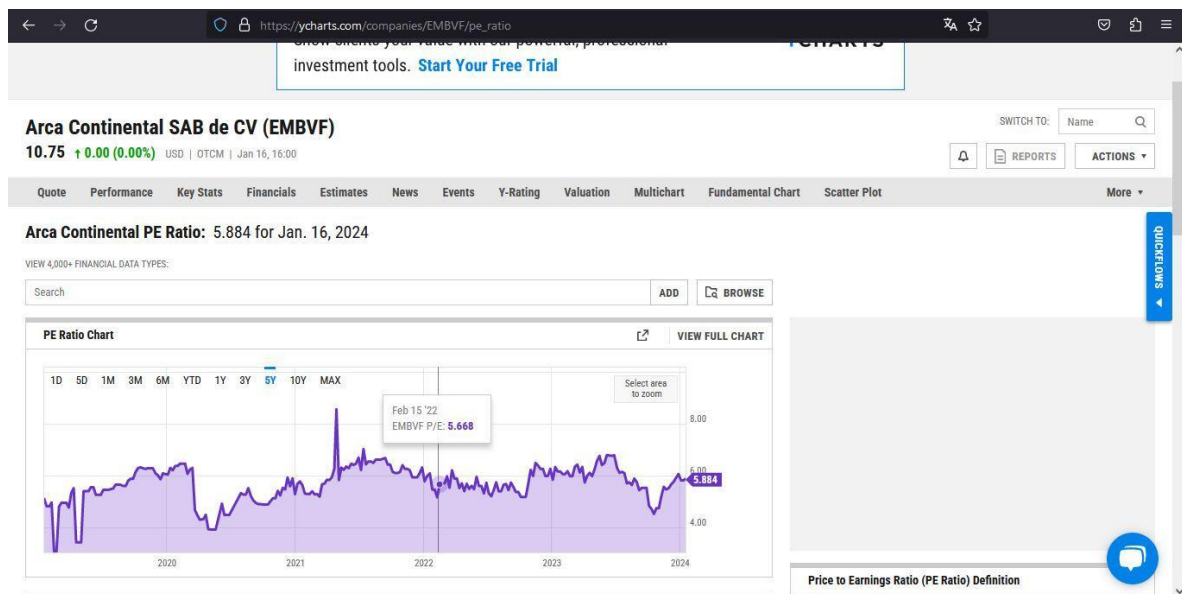 https://ycharts.com/companies/EMBVF/pe_ratio
investment tools. Start Your Free Trial
Arca Continental SAB de CV (EMBVF)
10.75 ↑ 0.00 (0.00%) USD | OTCM | Jan 16, 16:00
SWITCH TO: Name
REPORTS
ACTIONS
Quote Performance Key Stats Financials Estimates News Events Y-Rating Valuation Multichart Fundamental Chart Scatter Plot More
Arca Continental PE Ratio: 5.884 for Jan. 16, 2024
VIEW 4,000+ FINANCIAL DATA TYPES:
Search ADD BROWSE
QUICKFLOWS
PE Ratio Chart VIEW FULL CHART
1D 5D 1M 3M 6M YTD 1Y 3Y 5Y 10Y MAX
Select area
to zoom
Feb 15 '22
EMBVF P/E: 5.668
8.00
6.00
5.884
4.00
2020 2021 2022 2023 2024
Price to Earnings Ratio (PE Ratio) Definition